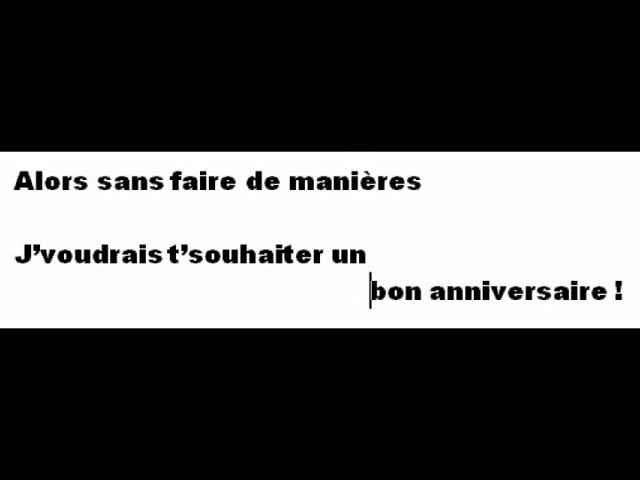 Alors sans faire de manières
J’voudrais t’souhaiter un
bon anniversaire !